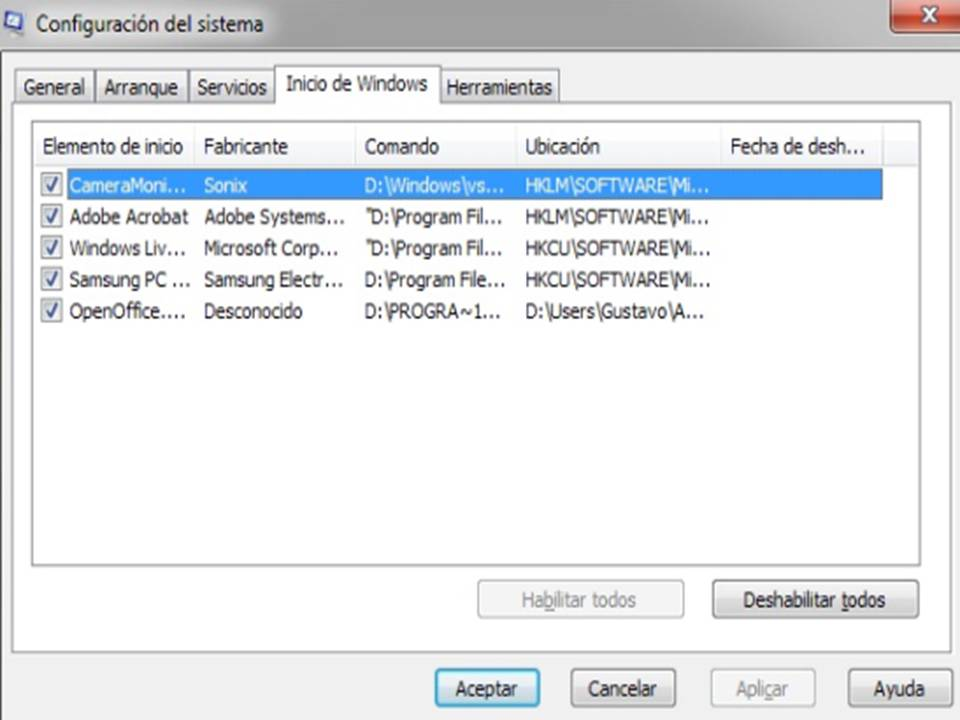 Configuración del sistema
General Arranque Servicios Inicio de Windows Herramientas
Elemento de inicio Fabricante Comando Ubicación Fecha de desh...
CameraMoni... Sonix D:\Windows\vs... HKLM\SOFTWARE\Mi...
Adobe Acrobat Adobe Systems... "D:\Program Fil... HKLM\SOFTWARE\Mi...
Windows Liv... Microsoft Corp... "D:\Program Fil... HKCU\SOFTWARE\Mi...
Samsung PC ... Samsung Electr... D:\Program File... HKCU\SOFTWARE\Mi...
OpenOffice.... Desconocido D:\PROGRA~1... D:\Users\Gustavo\A...
Habilitar todos Deshabilitar todos
Aceptar Cancelar Aplicar Ayuda